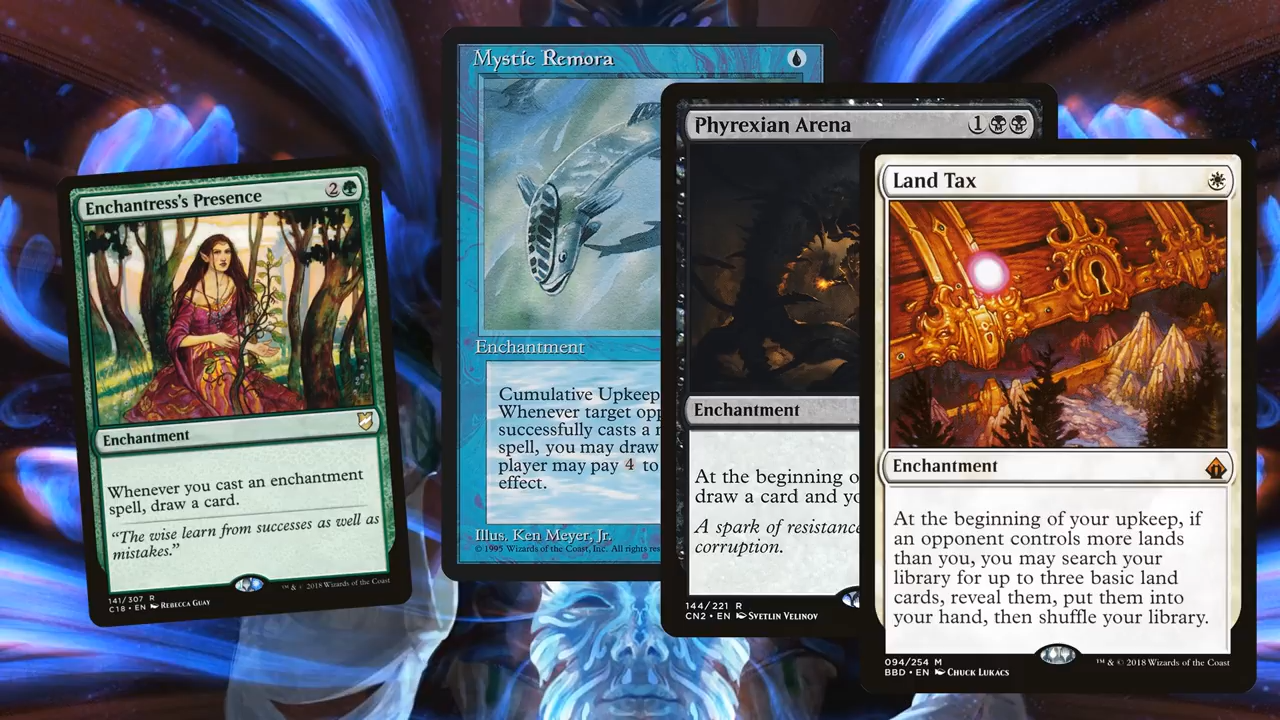 Enchantress's Presence
2
Enchantment
Whenever you cast an enchantment
spell, draw a card.
"The wise learn from successes as well as
mistakes."
141/307 R
C18 • EN Rebecca Guay
™ & © 2018 Wizards of the Coast
Mystic Remora
Enchantment
Cumulative Upkeep
Whenever target opp
successfully casts a
spell, you may draw
player may pay 4 to
effect.
Illus. Ken Meyer, Jr.
© 1995 Wizards of the Coast, Inc. All rights
Phyrexian Arena
1
Enchantment
At the beginning o
draw a card and yo
A spark of resistance
corruption.
144/221 R
CN2 • EN Svetlin Velinov
Land Tax
Enchantment
At the beginning of your upkeep, if
an opponent controls more lands
than you, you may search your
library for up to three basic land
cards, reveal them, put them into
your hand, then shuffle your library.
094/254 M
BBD • EN Chuck Lukacs
™ & © 2018 Wizards of the Coast